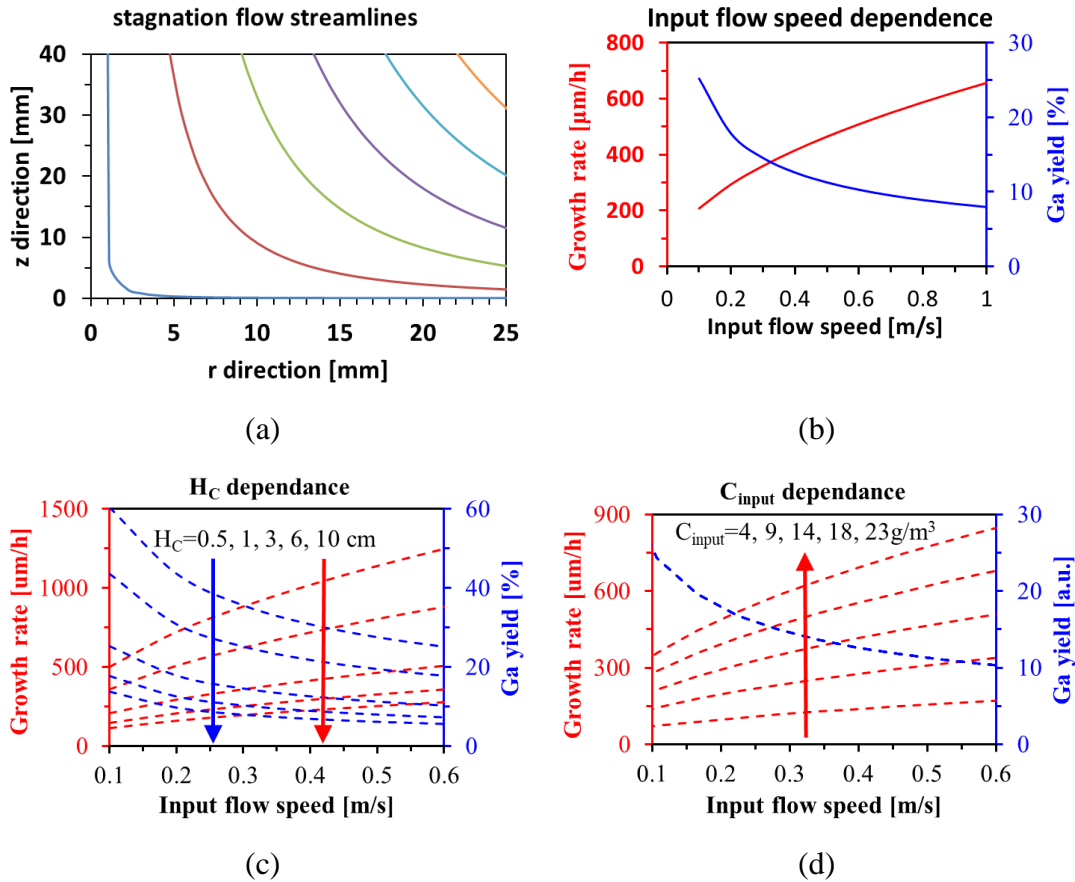 stagnation flow streamlines
40
30
20
10
0
z direction [mm]
0 5 10 15 20 25
r direction [mm]
(a)
Input flow speed dependence
800
600
400
200
0
Growth rate [μm/h]
30
20
10
0
Ga yield [%]
0 0.2 0.4 0.6 0.8 1
Input flow speed [m/s]
(b)
H_C dependance
H_C=0.5, 1, 3, 6, 10 cm
1500
1000
500
0
Growth rate [um/h]
60
40
20
0
Ga yield [%]
0.1 0.2 0.3 0.4 0.5 0.6
Input flow speed [m/s]
(c)
C_input dependance
C_input=4, 9, 14, 18, 23g/m³
900
600
300
0
Growth rate [um/h]
30
20
10
0
Ga yield [a.u.]
0.1 0.2 0.3 0.4 0.5 0.6
Input flow speed [m/s]
(d)